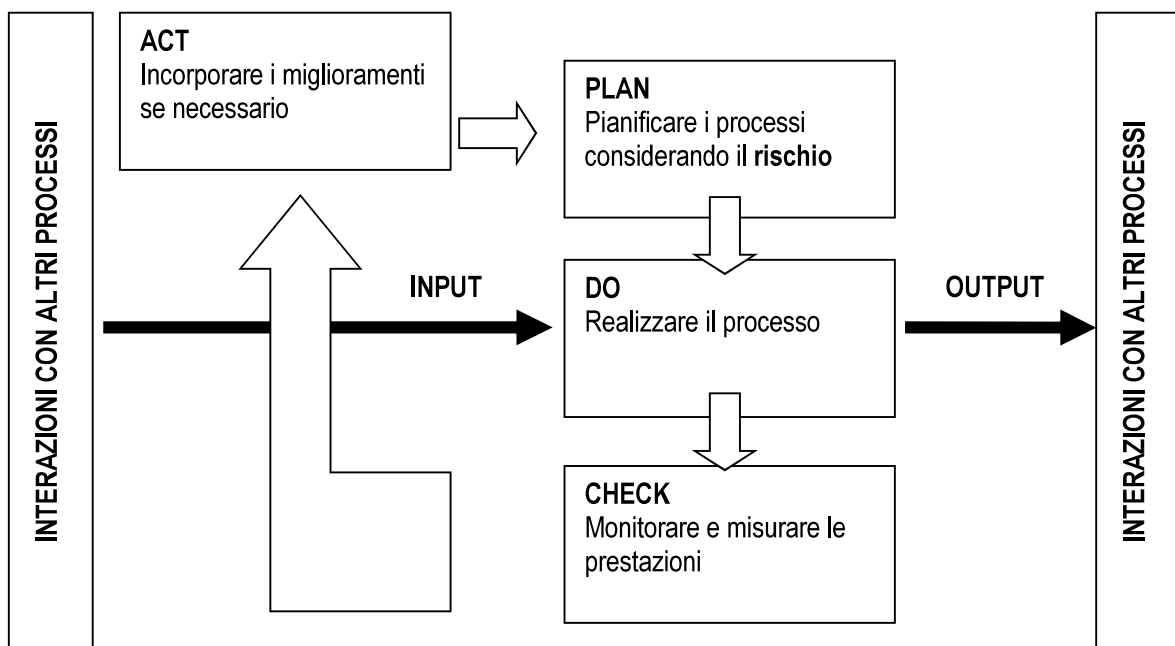 INTERAZIONI CON ALTRI PROCESSI
ACT
Incorporare i miglioramenti
se necessario
PLAN
Pianificare i processi
considerando il rischio
INPUT
DO
Realizzare il processo
OUTPUT
CHECK
Monitorare e misurare le
prestazioni
INTERAZIONI CON ALTRI PROCESSI